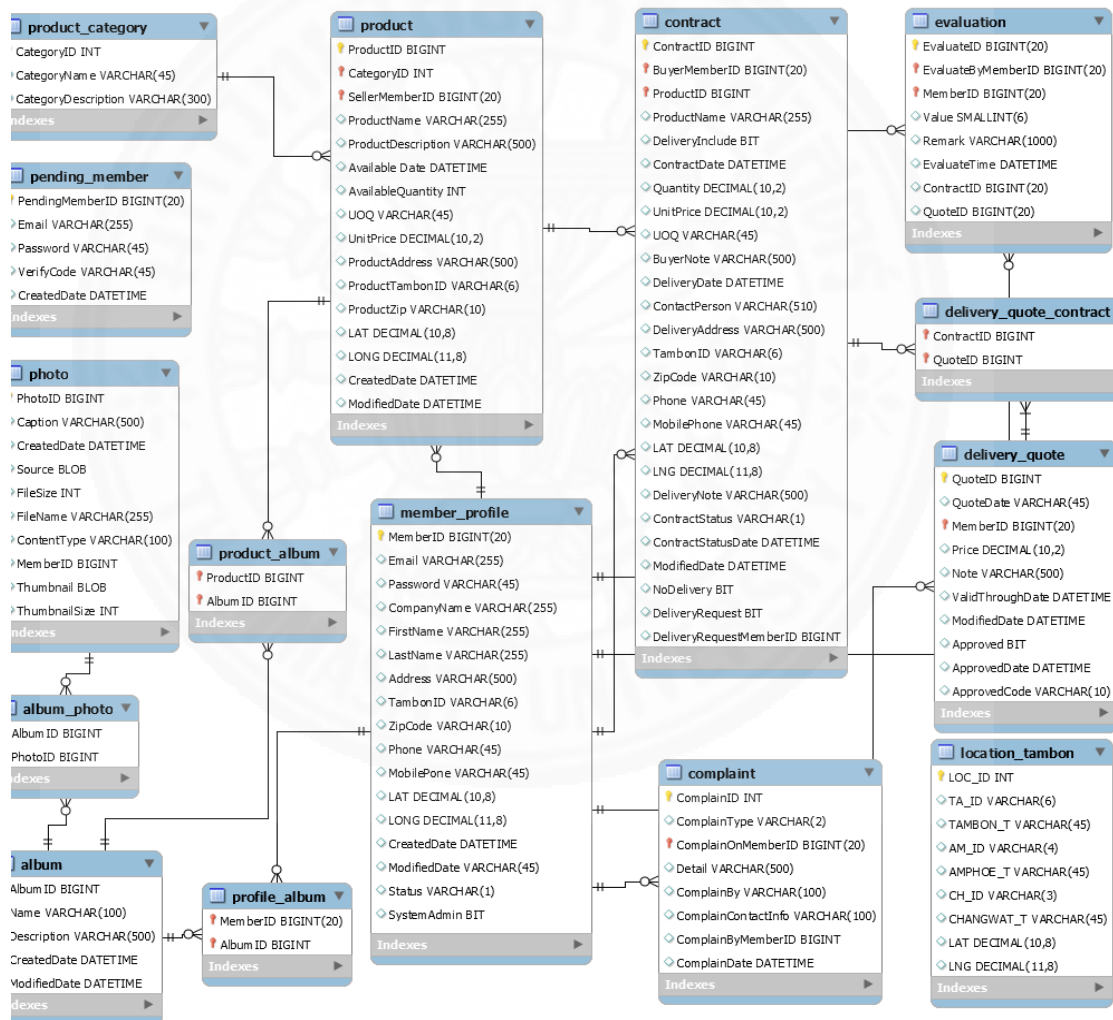 product_category
CategoryID INT
CategoryName VARCHAR(45)
CategoryDescription VARCHAR(300)
Indexes
pending_member
PendingMemberID BIGINT(20)
Email VARCHAR(255)
Password VARCHAR(45)
VerifyCode VARCHAR(45)
CreatedDate DATETIME
Indexes
photo
PhotoID BIGINT
Caption VARCHAR(500)
CreatedDate DATETIME
Source BLOB
FileSize INT
FileName VARCHAR(255)
ContentType VARCHAR(100)
MemberID BIGINT
Thumbnail BLOB
ThumbnailSize INT
Indexes
album_photo
AlbumID BIGINT
PhotoID BIGINT
Indexes
album
AlbumID BIGINT
Name VARCHAR(100)
Description VARCHAR(500)
CreatedDate DATETIME
ModifiedDate DATETIME
Indexes
product
ProductID BIGINT
CategoryID INT
SellerMemberID BIGINT(20)
ProductName VARCHAR(255)
ProductDescription VARCHAR(500)
Available Date DATETIME
AvailableQuantity INT
UOQ VARCHAR(45)
UnitPrice DECIMAL(10,2)
ProductAddress VARCHAR(500)
ProductTambonID VARCHAR(6)
ProductZip VARCHAR(10)
LAT DECIMAL(10,8)
LONG DECIMAL(11,8)
CreatedDate DATETIME
ModifiedDate DATETIME
Indexes
product_album
ProductID BIGINT
AlbumID BIGINT
Indexes
profile_album
MemberID BIGINT(20)
AlbumID BIGINT
Indexes
member_profile
MemberID BIGINT(20)
Email VARCHAR(255)
Password VARCHAR(45)
CompanyName VARCHAR(255)
FirstName VARCHAR(255)
LastName VARCHAR(255)
Address VARCHAR(500)
TambonID VARCHAR(6)
ZipCode VARCHAR(10)
Phone VARCHAR(45)
MobilePone VARCHAR(45)
LAT DECIMAL(10,8)
LONG DECIMAL(11,8)
CreatedDate DATETIME
ModifiedDate VARCHAR(45)
Status VARCHAR(1)
SystemAdmin BIT
Indexes
contract
ContractID BIGINT
BuyerMemberID BIGINT(20)
ProductID BIGINT
ProductName VARCHAR(255)
DeliveryInclude BIT
ContractDate DATETIME
Quantity DECIMAL(10,2)
UnitPrice DECIMAL(10,2)
UOQ VARCHAR(45)
BuyerNote VARCHAR(500)
DeliveryDate DATETIME
ContactPerson VARCHAR(510)
DeliveryAddress VARCHAR(500)
TambonID VARCHAR(6)
ZipCode VARCHAR(10)
Phone VARCHAR(45)
MobilePhone VARCHAR(45)
LAT DECIMAL(10,8)
LNG DECIMAL(11,8)
DeliveryNote VARCHAR(500)
ContractStatus VARCHAR(1)
ContractStatusDate DATETIME
ModifiedDate DATETIME
NoDelivery BIT
DeliveryRequest BIT
DeliveryRequestMemberID BIGINT
Indexes
complaint
ComplainID INT
ComplainType VARCHAR(2)
ComplainOnMemberID BIGINT(20)
Detail VARCHAR(500)
ComplainBy VARCHAR(100)
ComplainContactInfo VARCHAR(100)
ComplainByMemberID BIGINT
ComplainDate DATETIME
Indexes
evaluation
EvaluateID BIGINT(20)
EvaluateByMemberID BIGINT(20)
MemberID BIGINT(20)
Value SMALLINT(6)
Remark VARCHAR(1000)
EvaluateTime DATETIME
ContractID BIGINT(20)
QuoteID BIGINT(20)
Indexes
delivery_quote_contract
ContractID BIGINT
QuoteID BIGINT
Indexes
delivery_quote
QuoteID BIGINT
QuoteDate VARCHAR(45)
MemberID BIGINT(20)
Price DECIMAL(10,2)
Note VARCHAR(500)
ValidThroughDate DATETIME
ModifiedDate DATETIME
Approved BIT
ApprovedDate DATETIME
ApprovedCode VARCHAR(10)
Indexes
location_tambon
LOC_ID INT
TA_ID VARCHAR(6)
TAMBON_T VARCHAR(45)
AM_ID VARCHAR(4)
AMPHOE_T VARCHAR(45)
CH_ID VARCHAR(3)
CHANGWAT_T VARCHAR(45)
LAT DECIMAL(10,8)
LNG DECIMAL(11,8)
Indexes